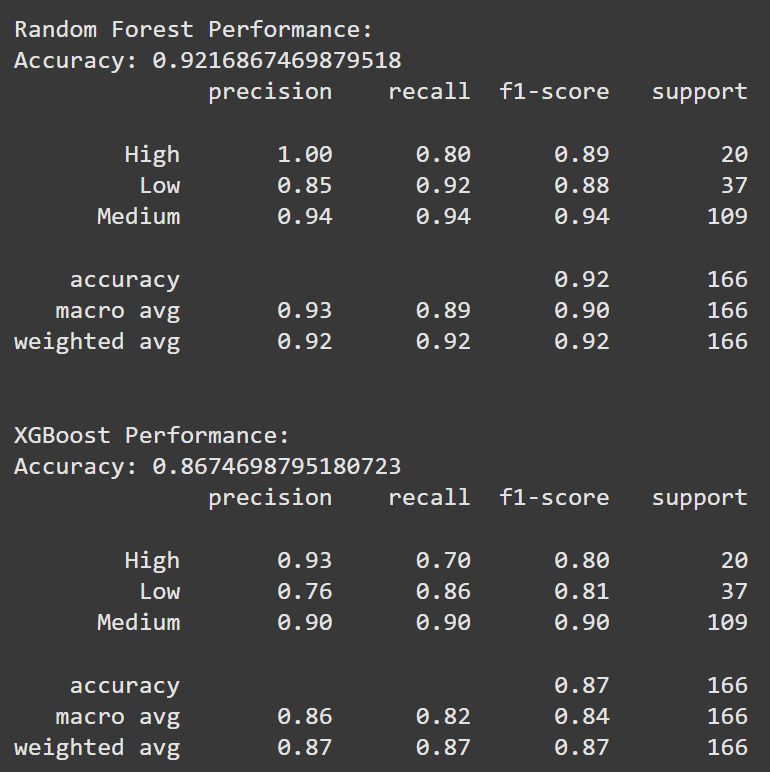 Random Forest Performance:
Accuracy: 0.9216867469879518
              precision    recall  f1-score   support

        High       1.00      0.80      0.89        20
         Low       0.85      0.92      0.88        37
      Medium       0.94      0.94      0.94       109

    accuracy                           0.92       166
   macro avg       0.93      0.89      0.90       166
weighted avg       0.92      0.92      0.92       166


XGBoost Performance:
Accuracy: 0.8674698795180723
              precision    recall  f1-score   support

        High       0.93      0.70      0.80        20
         Low       0.76      0.86      0.81        37
      Medium       0.90      0.90      0.90       109

    accuracy                           0.87       166
   macro avg       0.86      0.82      0.84       166
weighted avg       0.87      0.87      0.87       166